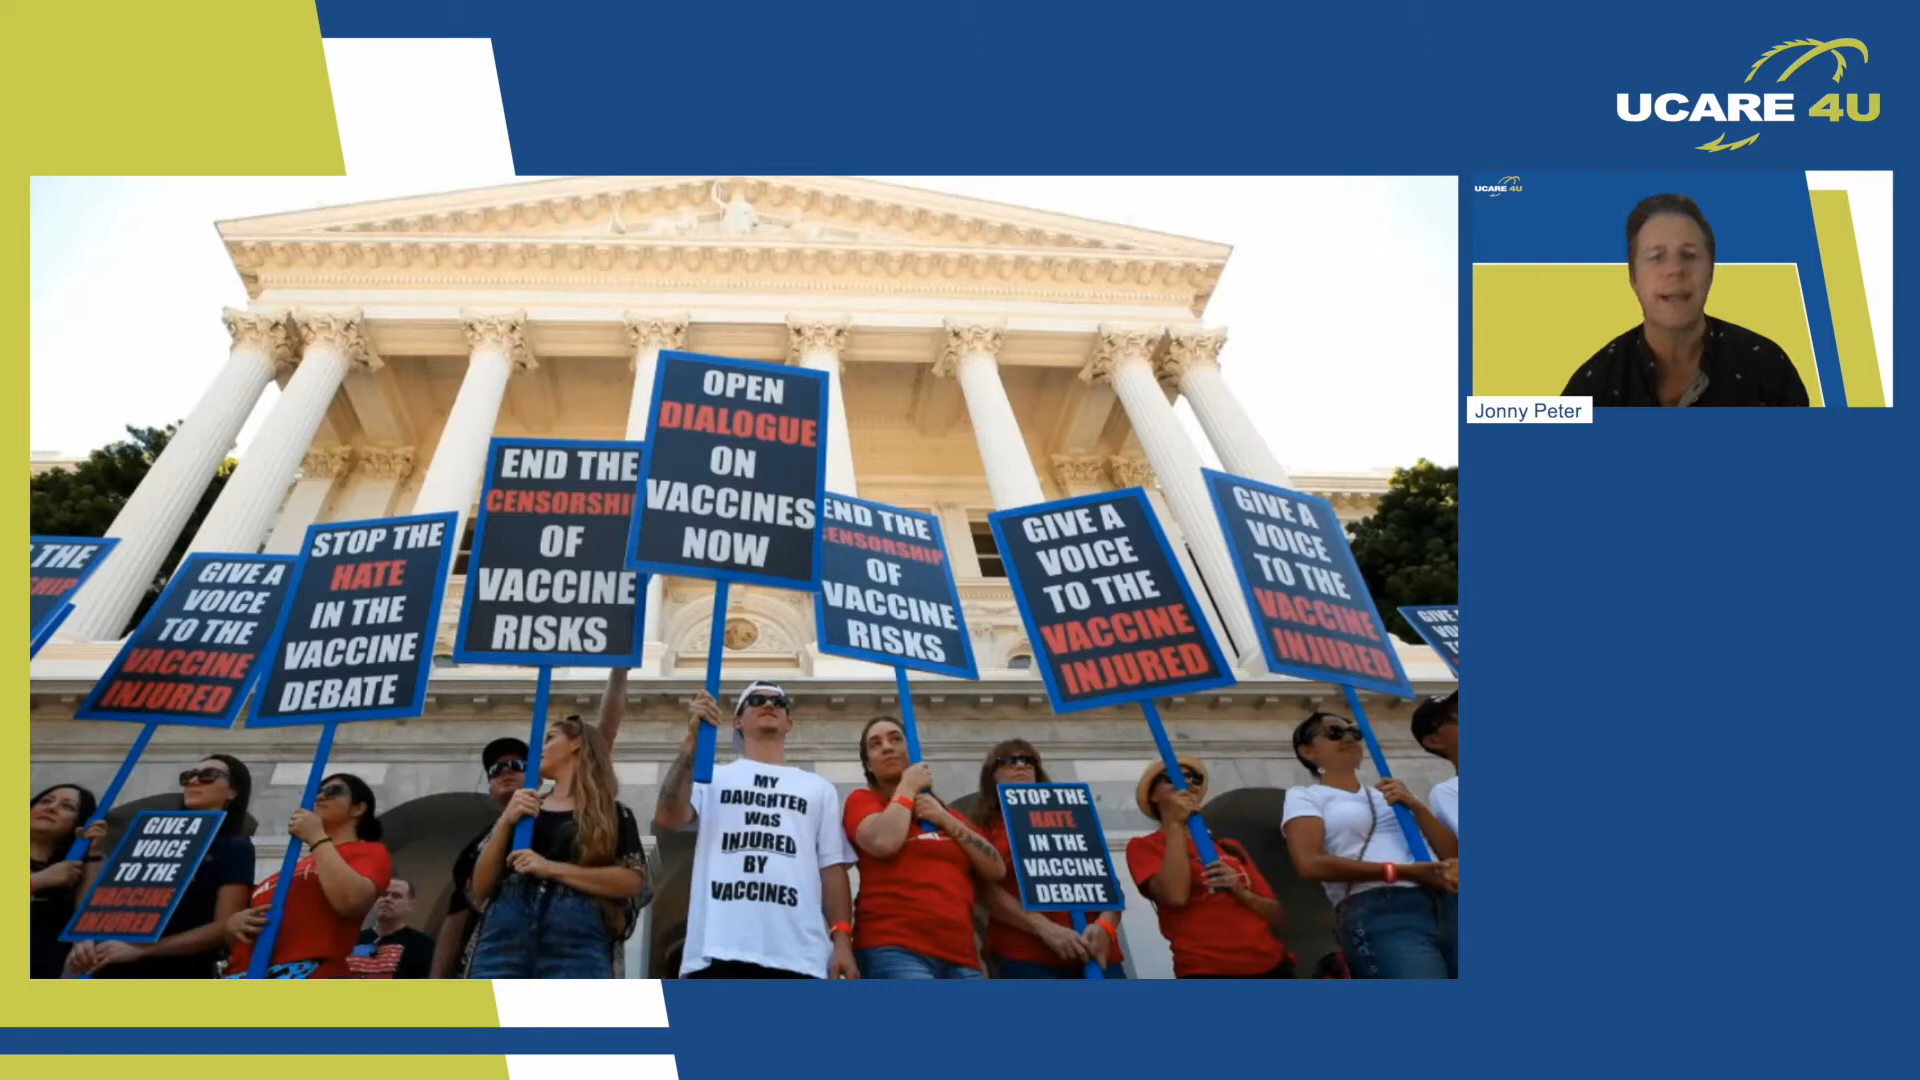 UCARE 4U
UCARE 4U
Jonny Peter
OPEN
DIALOGUE
ON
VACCINES
NOW
END THE
CENSORSHI
OF
VACCINE
RISKS
STOP THE
HATE
IN THE
VACCINE
DEBATE
GIVE A
VOICE
TO THE
VACCINE
INJURED
THE
END THE
CENSORSHIP
OF
VACCINE
RISKS
GIVE A
VOICE
TO THE
VACCINE
INJURED
GIVE A
VOICE
TO THE
VACCINE
INJURED
GIVE A
VOICE
TO THE
VACCINE
INJURED
MY
DAUGHTER
WAS
INJURED
BY
VACCINES
STOP THE
HATE
IN THE
VACCINE
DEBATE